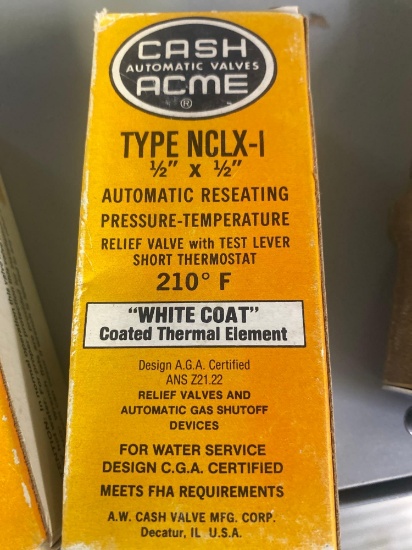 CASH
AUTOMATIC VALVES
ACME
®
TYPE NCLX-I
½" x ½"
AUTOMATIC RESEATING
PRESSURE-TEMPERATURE
RELIEF VALVE with TEST LEVER
SHORT THERMOSTAT
210° F
"WHITE COAT"
Coated Thermal Element
Design A.G.A. Certified
ANS Z21.22
RELIEF VALVES AND
AUTOMATIC GAS SHUTOFF
DEVICES
FOR WATER SERVICE
DESIGN C.G.A. CERTIFIED
MEETS FHA REQUIREMENTS
A.W. CASH VALVE MFG. CORP.
Decatur, IL U.S.A.